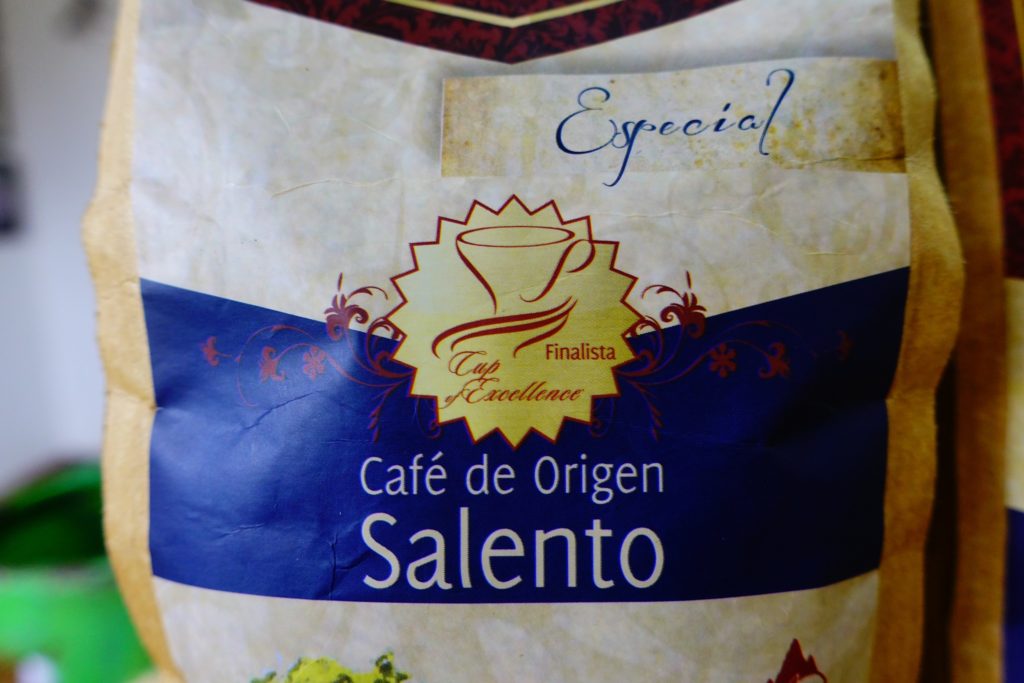 Especial
Finalista
Cup
of Excellence
Café de Origen
Salento